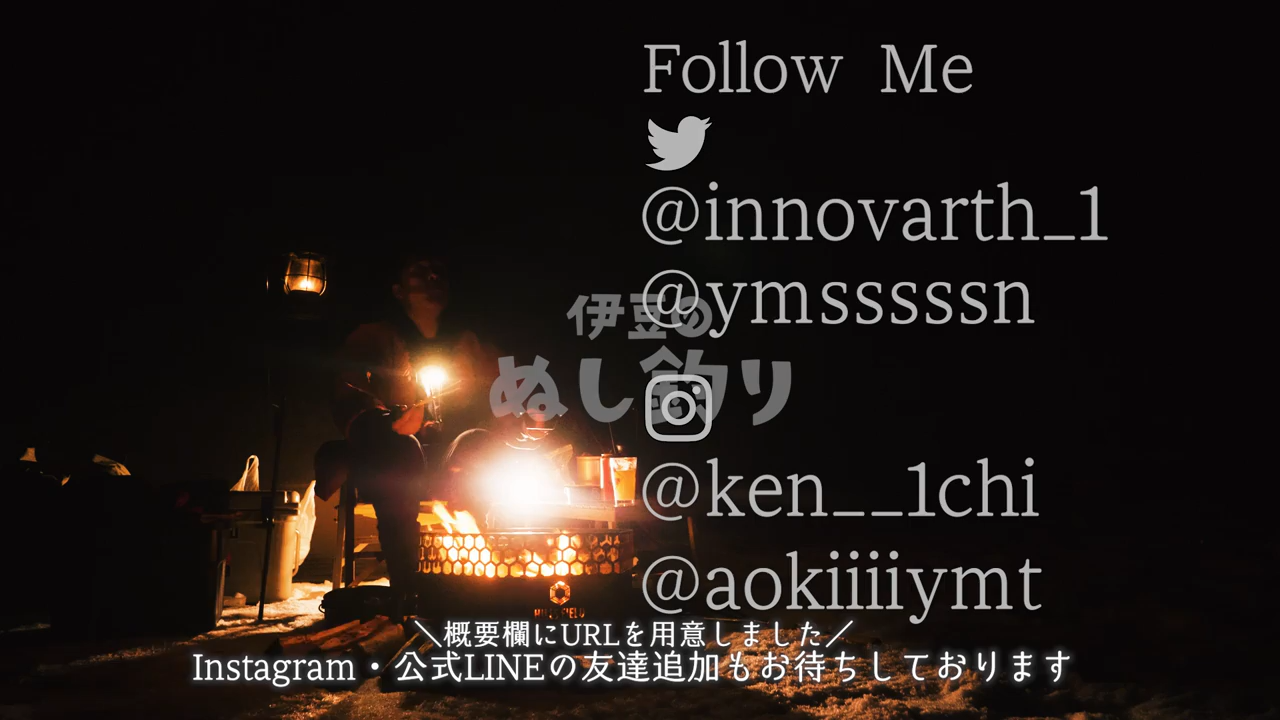 Follow Me
@innovarth_1
@ymsssssn
伊豆の
ぬし釣り
@ken__1chi
@aokiiiiymt
＼概要欄にURLを用意しました／
Instagram・公式LINEの友達追加もお待ちしております